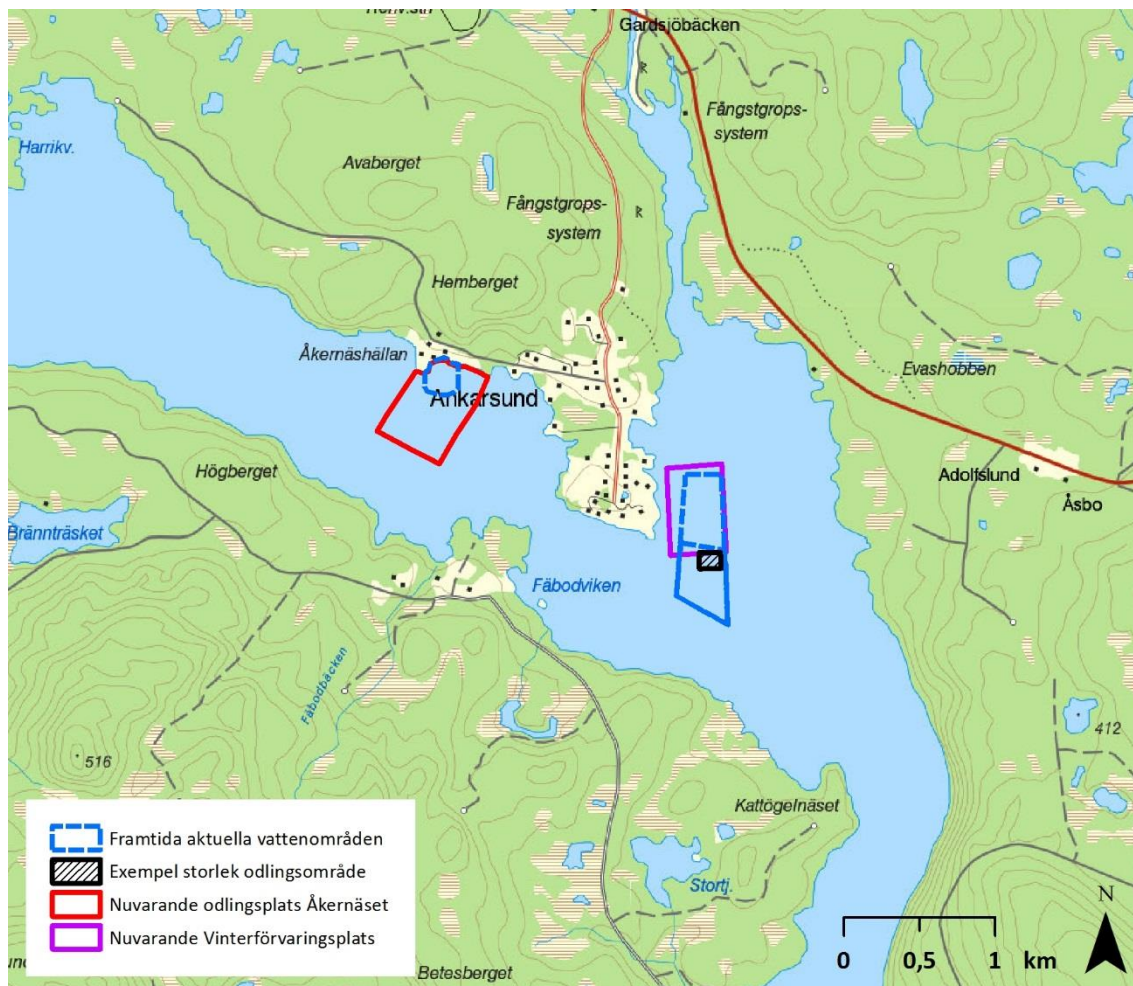 Gardsjöbäcken
Fångstgrops-
system
Harrikv.
Avaberget
Fångstgrops-
system
R
R
Hemberget
Åkernäshällan
Ankarsund
Evashobben
Högberget
Adolfslund
Åsbo
Brännträsket
Fäbodviken
Fäbodbäcken
516
412
Kattögelnäset
Stortj.
Betesberget
Framtida aktuella vattenområden
Exempel storlek odlingsområde
Nuvarande odlingsplats Åkernäset
Nuvarande Vinterförvaringsplats
N
0 0,5 1 km